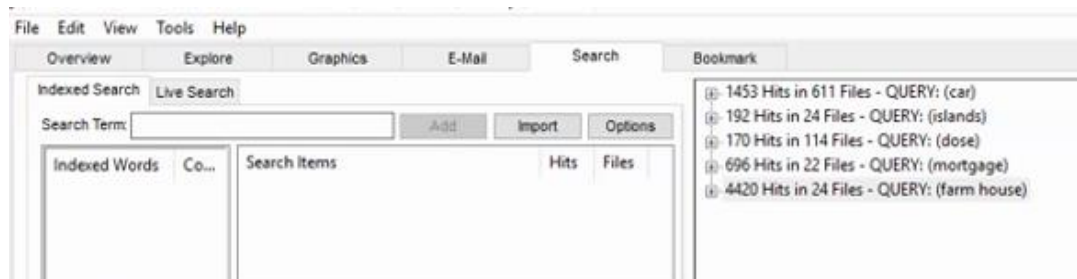 File Edit View Tools Help
Overview Explore Graphics E-Mail Search Bookmark
Indexed Search Live Search
Search Term: Add Import Options
Indexed Words Co... Search Items Hits Files
1453 Hits in 611 Files - QUERY: (car)
192 Hits in 24 Files - QUERY: (islands)
170 Hits in 114 Files - QUERY: (dose)
696 Hits in 22 Files - QUERY: (mortgage)
4420 Hits in 24 Files - QUERY: (farm house)